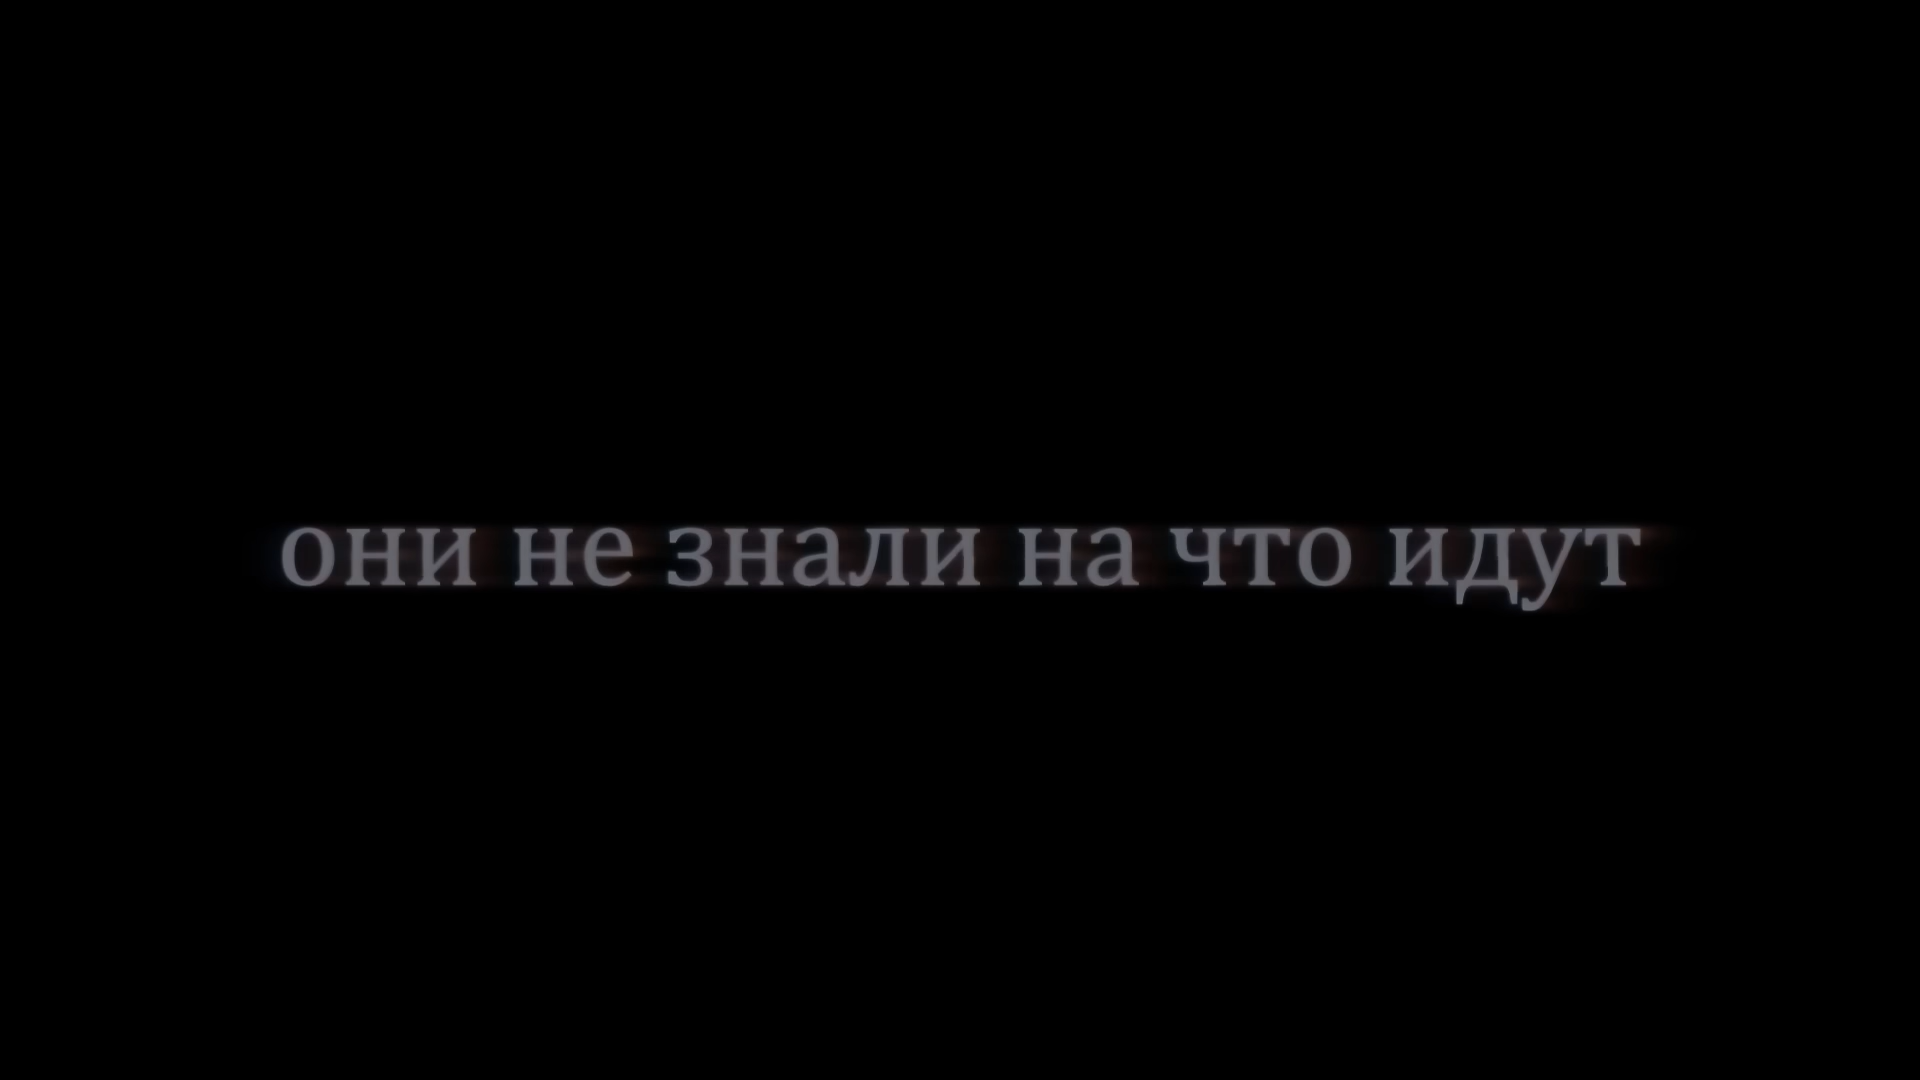 они не знали на что идут